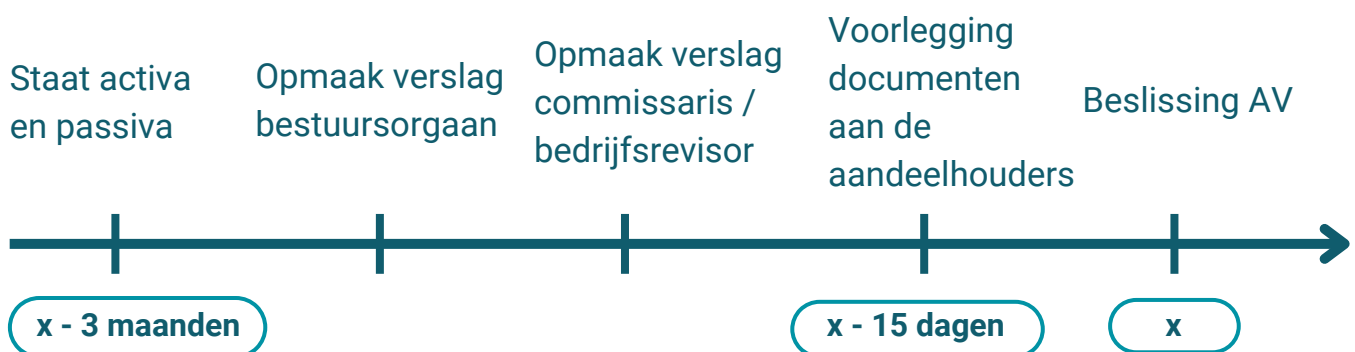 Staat activa
en passiva
Opmaak verslag
bestuursorgaan
Opmaak verslag
commissaris /
bedrijfsrevisor
Voorlegging
documenten
aan de
aandeelhouders
Beslissing AV
x - 3 maanden
x - 15 dagen
x